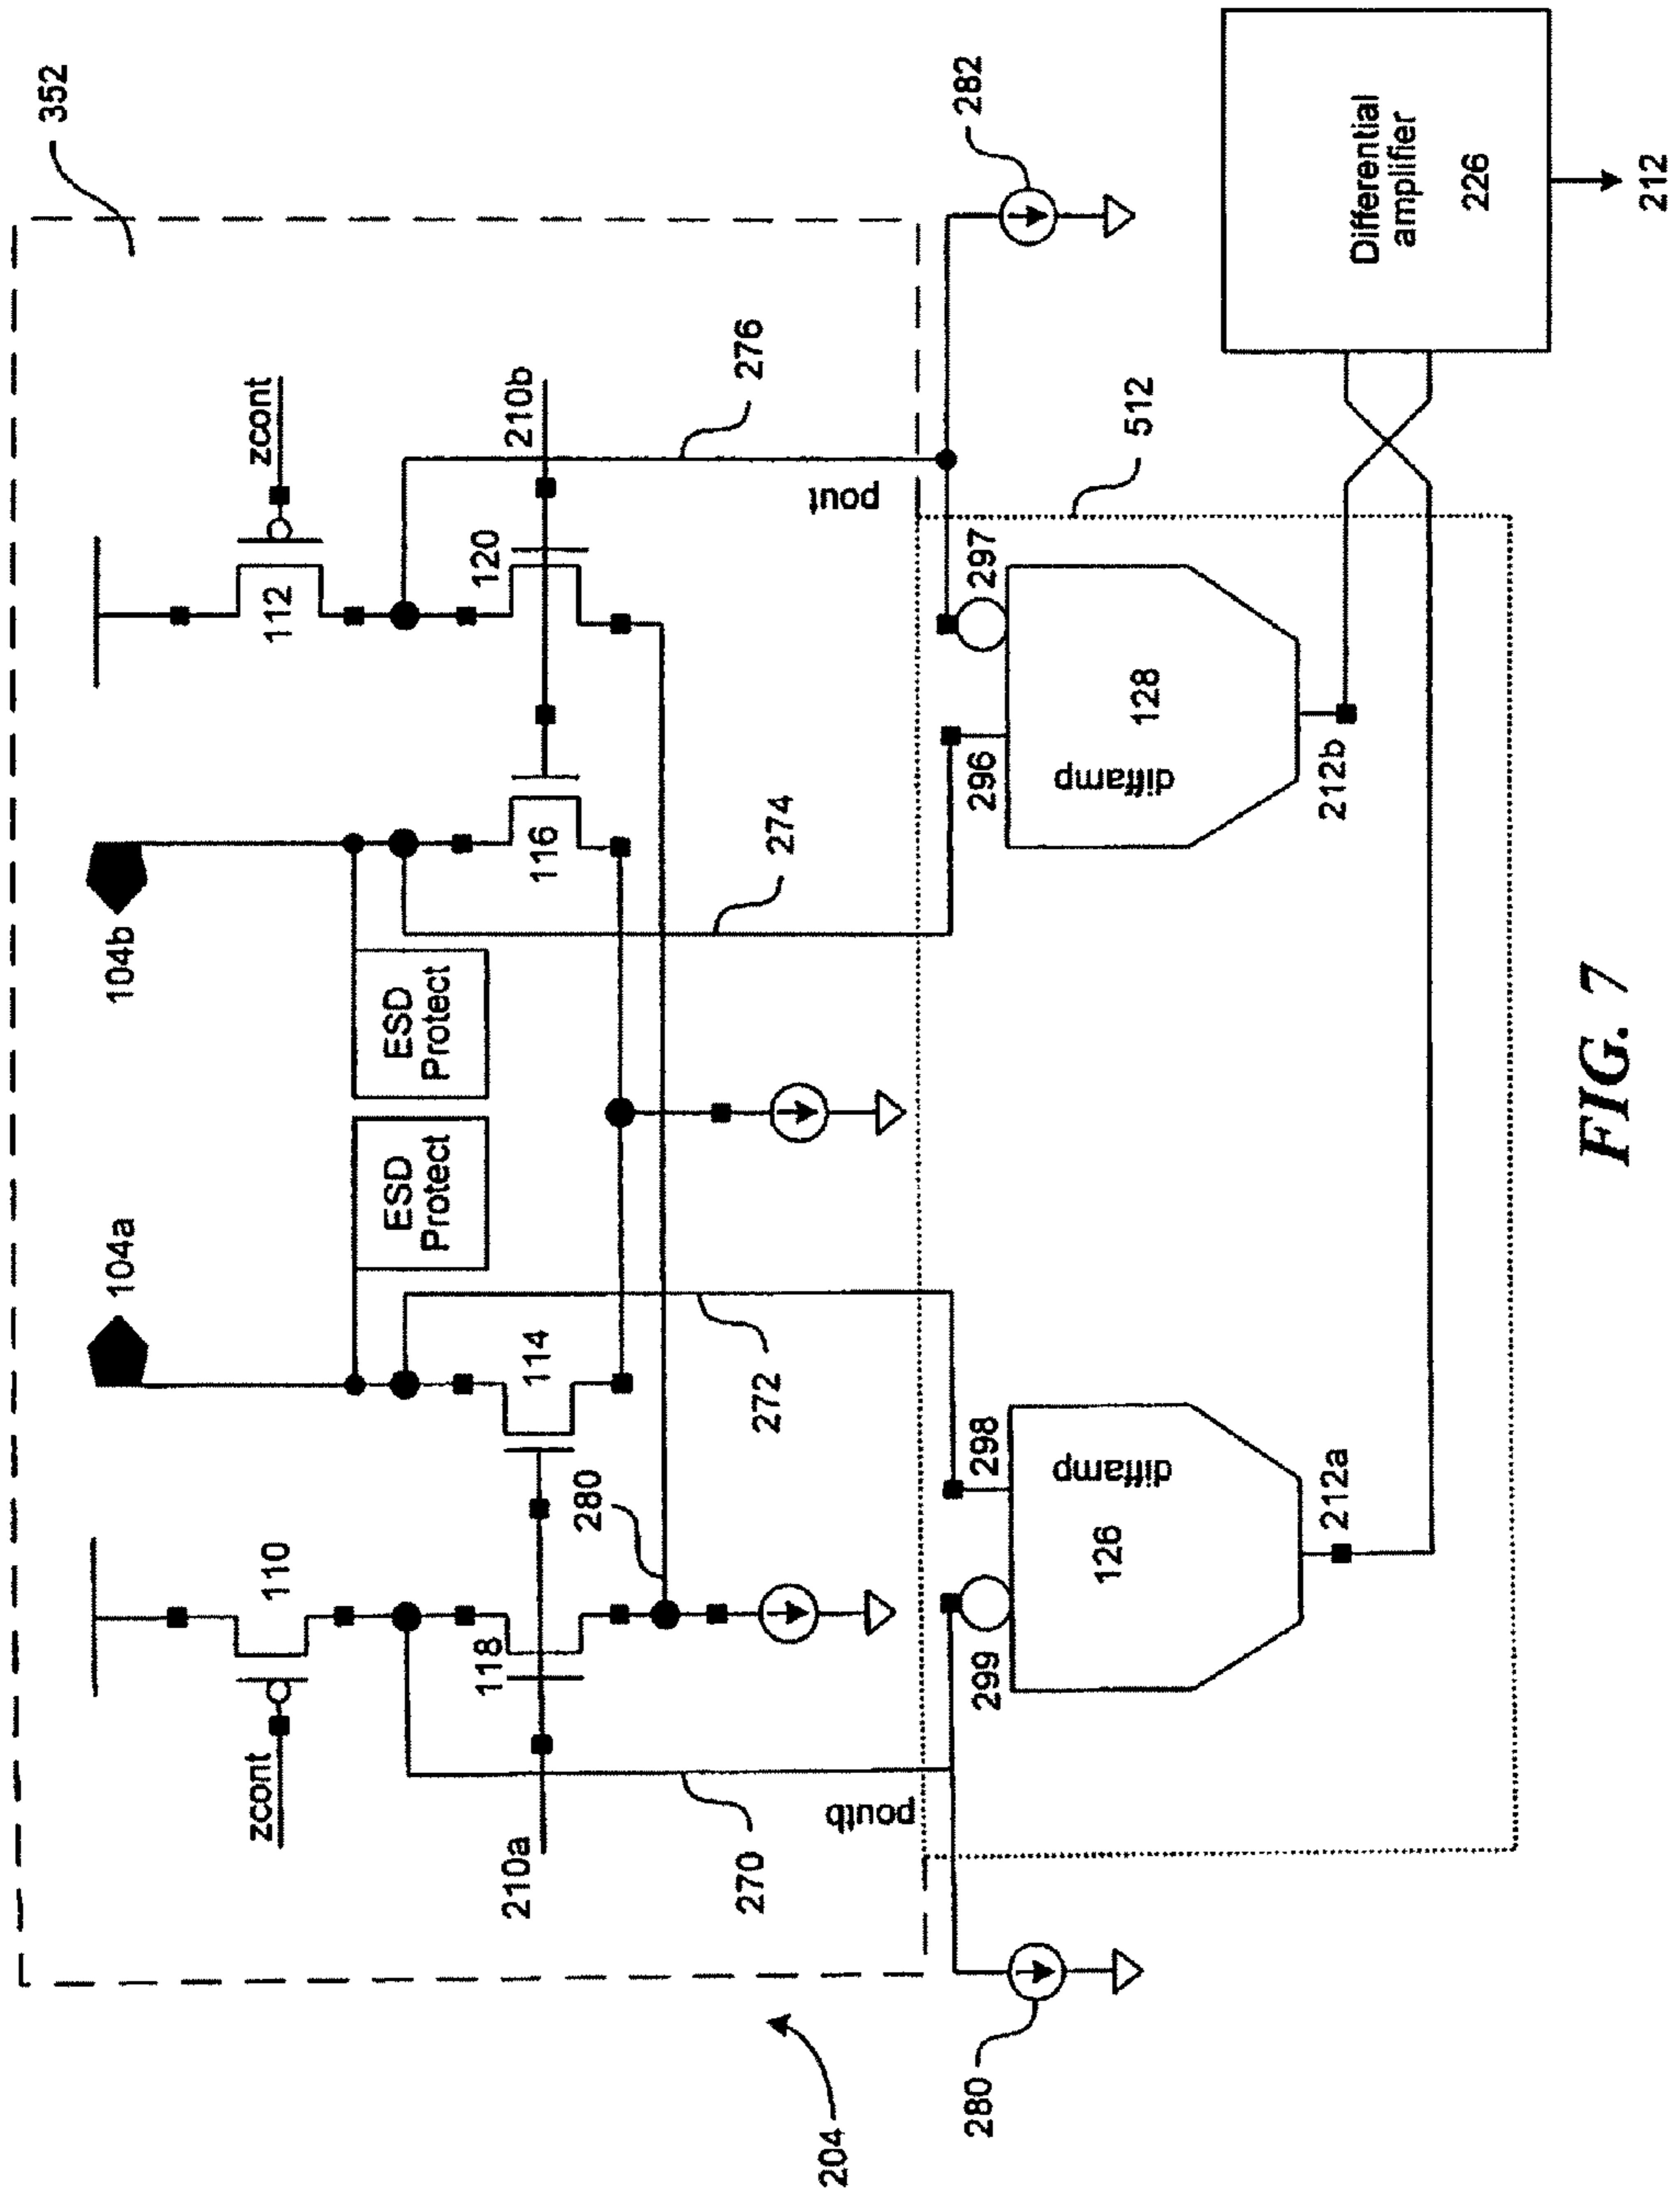 352
zcont
110
104a
104b
112
zcont
ESD
Protect
ESD
Protect
210a
118
114
116
120
210b
280
270
272
274
276
poutb
pout
204
280
282
299
298
296
297
126
diffamp
diffamp
128
512
212a
212b
Differential
amplifier
226
212
FIG. 7